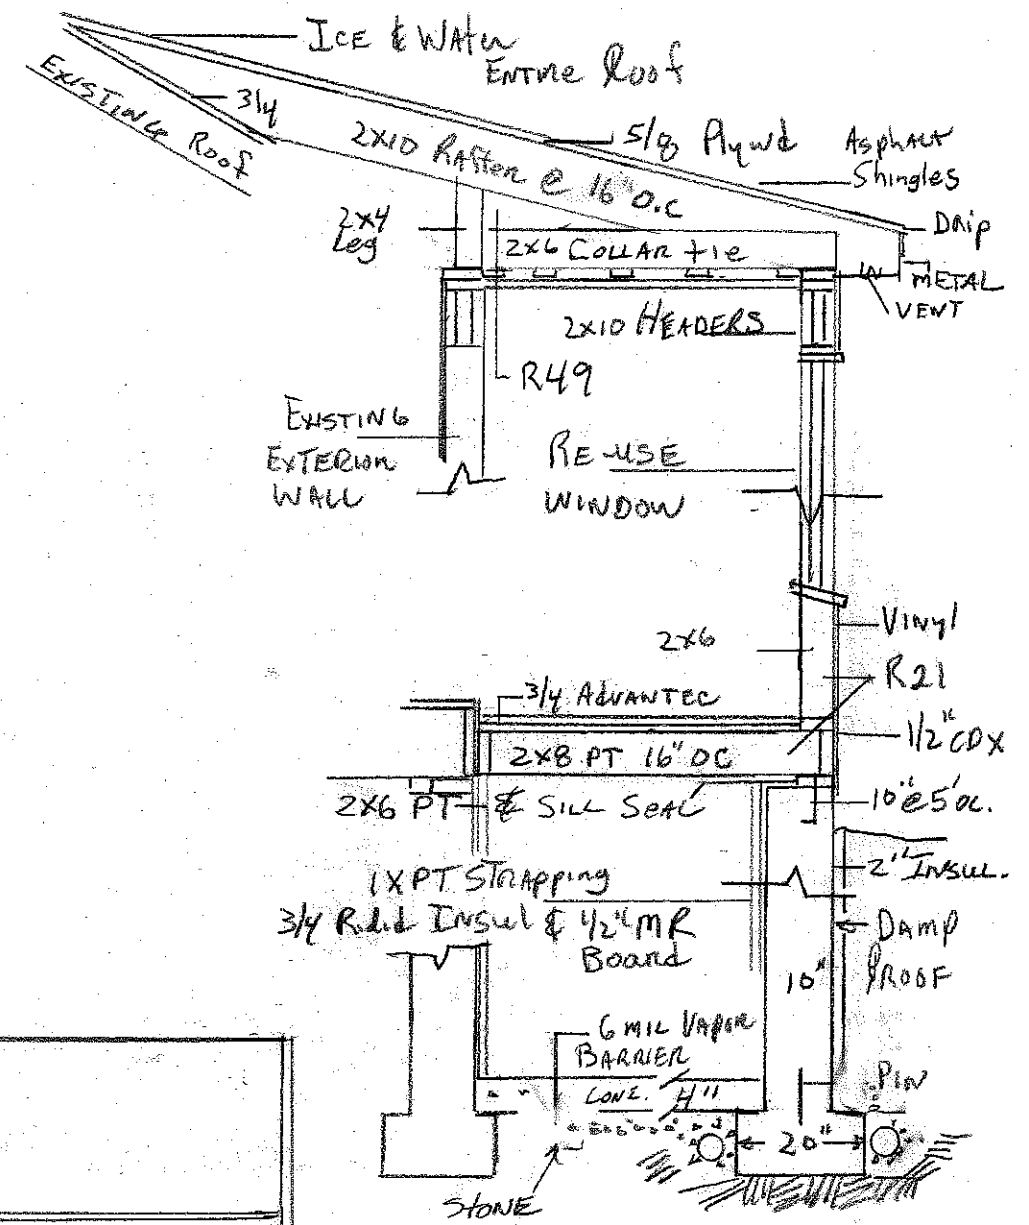 ICE & WAter
ENTIRE Roof
EXISTING Roof
3/4
2X10 RAfter @ 16" O.C
5/8 Plywd
AsphAlt
Shingles
2x4
Leg
2x6 COLLAR tIe
DRip
METAL
VENT
2X10 HEADERS
R49
EXISTING
EXTERIOR
WALL
RE-USE
WINDOW
2x6
VINyl
R21
3/4 ADVANTEC
1/2" CDX
2X8 PT 16" OC
2X6 PT & SILL SEAL
10" @ 5' OC.
2" INSUL.
1X PT STRApping
3/4 Rigid INSUL & 1/2" MR
Board
DAMP
PROOF
10"
6 MIL VAPOR
BARRIER
CONC. 4"
PIN
20"
STONE